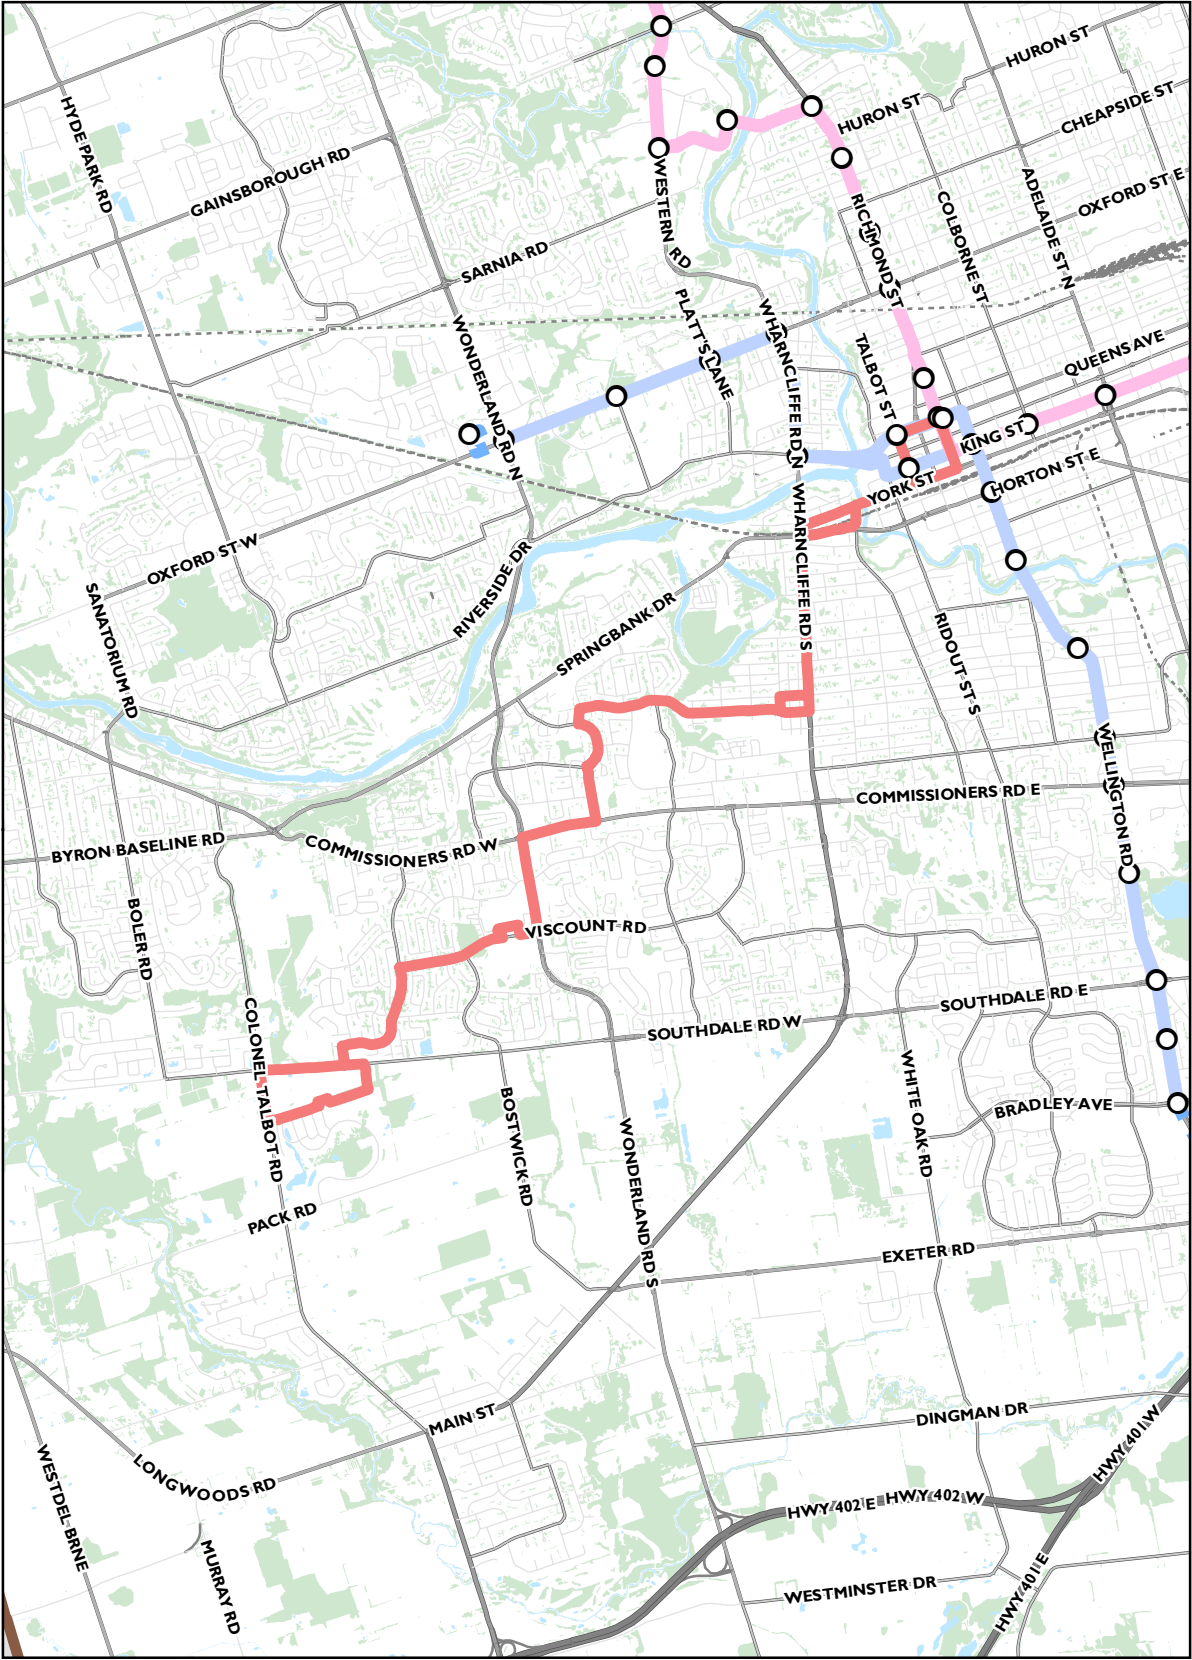 HURON ST
CHEAPSIDE ST
HYDE PARK RD
HURON ST
GAINSBOROUGH RD
WESTERN RD
ADELAIDE ST N
OXFORD ST E
RICHMOND ST
COLBORNE ST
SARNIA RD
PLATT'S LANE
WHARNCLIFFE RD N
WONDERLAND RD N
TALBOT ST
QUEENS AVE
KING ST
HORTON ST E
YORK ST
WHARNCLIFFE RD S
OXFORD ST W
RIVERSIDE DR
SANATORIUM RD
SPRINGBANK DR
RIDOUT ST S
WELLINGTON RD
COMMISSIONERS RD E
BYRON BASELINE RD
COMMISSIONERS RD W
BOLER RD
VISCOUNT RD
SOUTHDALE RD E
SOUTHDALE RD W
COLONEL TALBOT RD
WHITE OAK RD
BOSTWICK RD
BRADLEY AVE
WONDERLAND RD S
PACK RD
EXETER RD
DINGMAN DR
MAIN ST
HWY 401 W
WESTDEL BRNE
LONGWOODS RD
HWY 402 E
HWY 402 W
MURRAY RD
WESTMINSTER DR
HWY 401 E